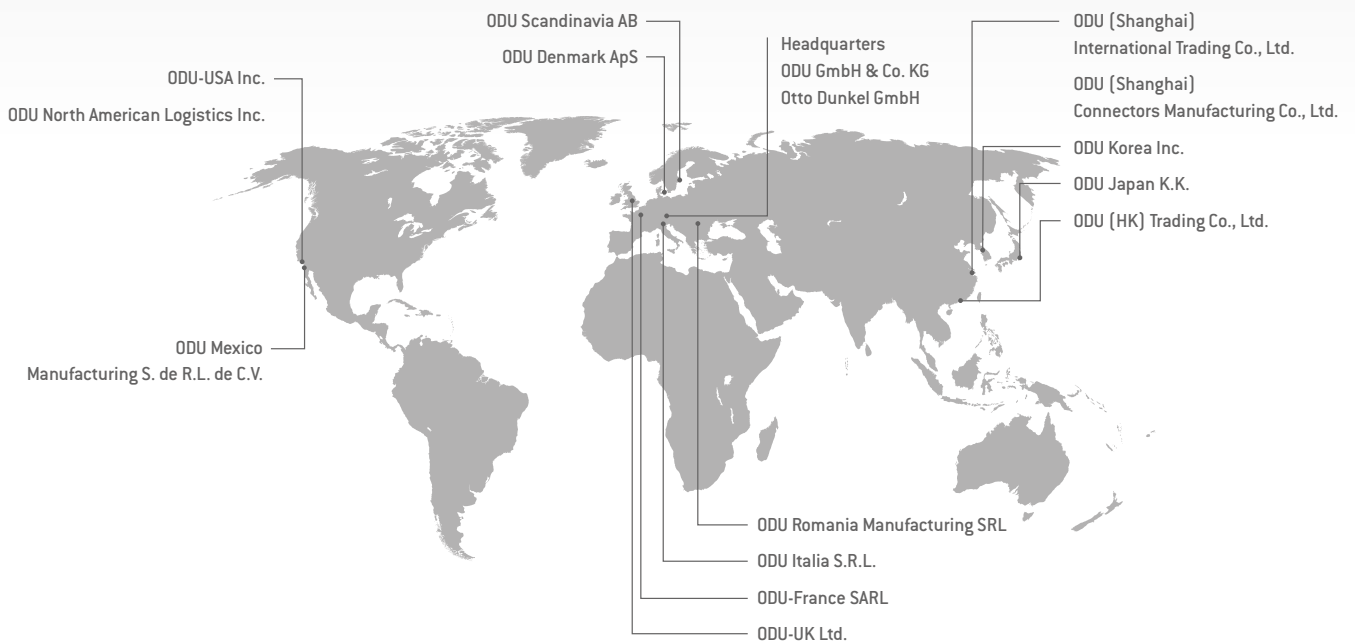 ODU Scandinavia AB
ODU Denmark ApS
Headquarters
ODU GmbH & Co. KG
Otto Dunkel GmbH
ODU (Shanghai)
International Trading Co., Ltd.
ODU (Shanghai)
Connectors Manufacturing Co., Ltd.
ODU-USA Inc.
ODU North American Logistics Inc.
ODU Korea Inc.
ODU Japan K.K.
ODU (HK) Trading Co., Ltd.
ODU Mexico
Manufacturing S. de R.L. de C.V.
ODU Romania Manufacturing SRL
ODU Italia S.R.L.
ODU-France SARL
ODU-UK Ltd.